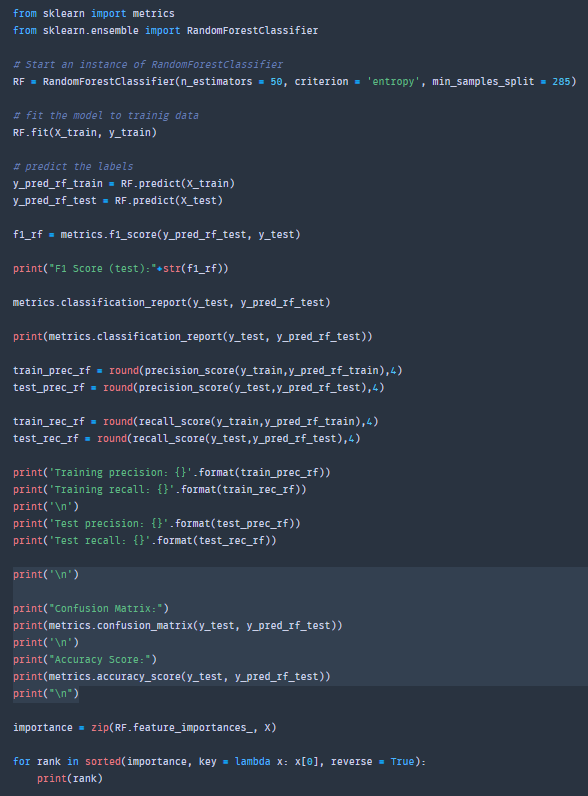 from sklearn import metrics
from sklearn.ensemble import RandomForestClassifier
# Start an instance of RandomForestClassifier
RF = RandomForestClassifier(n_estimators = 50, criterion = 'entropy', min_samples_split = 285)
# fit the model to trainig data
RF.fit(X_train, y_train)
# predict the labels
y_pred_rf_train = RF.predict(X_train)
y_pred_rf_test = RF.predict(X_test)
f1_rf = metrics.f1_score(y_pred_rf_test, y_test)
print("F1 Score (test):"+str(f1_rf))
metrics.classification_report(y_test, y_pred_rf_test)
print(metrics.classification_report(y_test, y_pred_rf_test))
train_prec_rf = round(precision_score(y_train,y_pred_rf_train),4)
test_prec_rf = round(precision_score(y_test,y_pred_rf_test),4)
train_rec_rf = round(recall_score(y_train,y_pred_rf_train),4)
test_rec_rf = round(recall_score(y_test,y_pred_rf_test),4)
print('Training precision: {}'.format(train_prec_rf))
print('Training recall: {}'.format(train_rec_rf))
print('\n')
print('Test precision: {}'.format(test_prec_rf))
print('Test recall: {}'.format(test_rec_rf))
print('\n')
print("Confusion Matrix:")
print(metrics.confusion_matrix(y_test, y_pred_rf_test))
print('\n')
print("Accuracy Score:")
print(metrics.accuracy_score(y_test, y_pred_rf_test))
print("\n")
importance = zip(RF.feature_importances_, X)
for rank in sorted(importance, key = lambda x: x[0], reverse = True):
    print(rank)